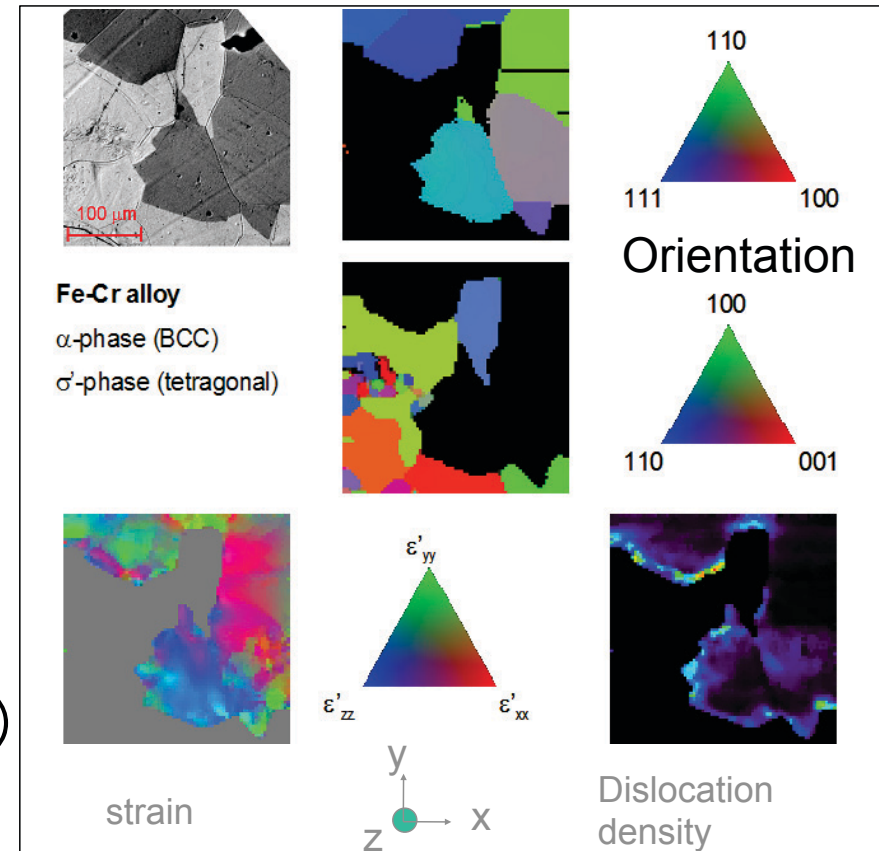 110
111 100
100 μm
Orientation
Fe-Cr alloy
α-phase (BCC)
σ'-phase (tetragonal)
100
110 001
ε'yy
ε'zz ε'xx
)
strain
y
z x
Dislocation
density